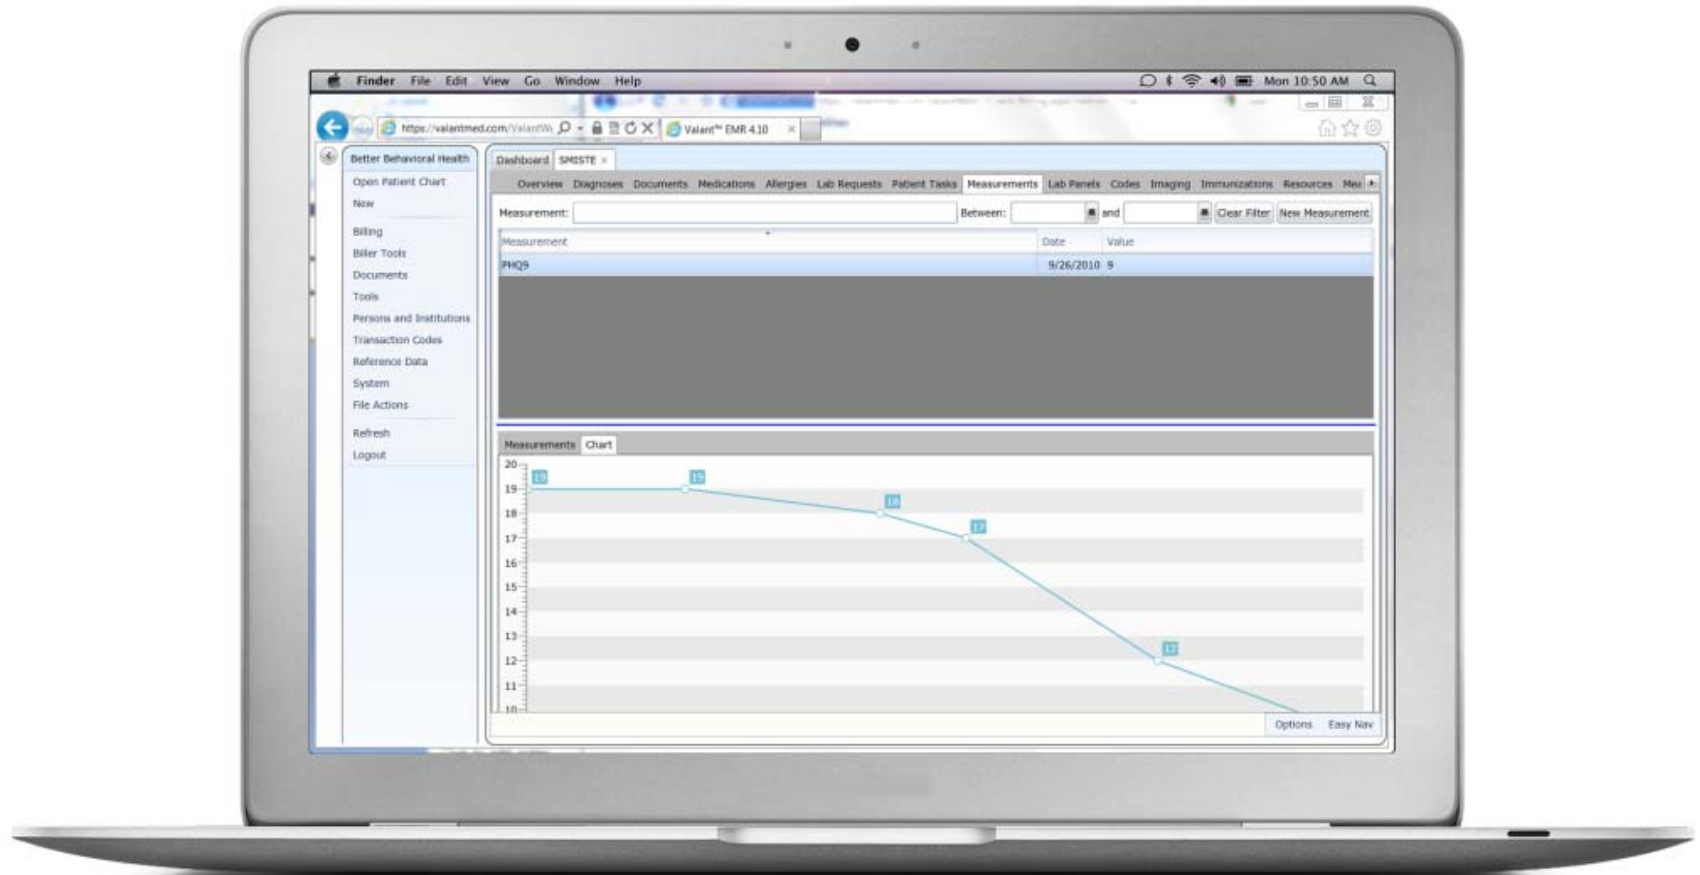 Finder File Edit View Go Window Help Mon 10:50 AM
https://valantmed.com/ValantWi Valant™ EMR 4.10
Better Behavioral Health
Open Patient Chart
New
Billing
Biller Tools
Documents
Tools
Persons and Institutions
Transaction Codes
Reference Data
System
File Actions
Refresh
Logout
Dashboard SMISTE ×
Overview Diagnoses Documents Medications Allergies Lab Requests Patient Tasks Measurements Lab Panels Codes Imaging Immunizations Resources Mea
Measurement: Between: and Clear Filter New Measurement
Measurement Date Value
PHQ9 9/26/2010 9
Measurements Chart
20
19
18
17
16
15
14
13
12
11
10
19
19
18
17
12
Options Easy Nav